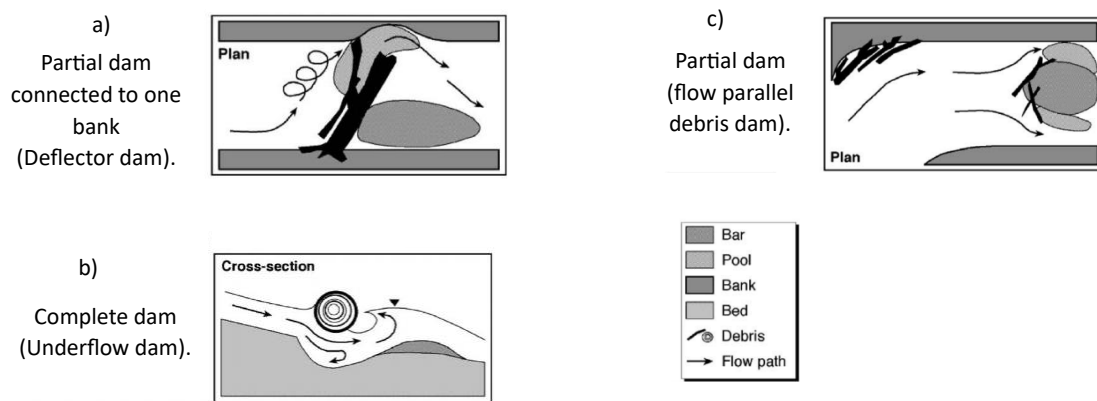 a)
Partial dam
connected to one
bank
(Deflector dam).
Plan
b)
Complete dam
(Underflow dam).
Cross-section
c)
Partial dam
(flow parallel
debris dam).
Plan
Bar
Pool
Bank
Bed
Debris
Flow path